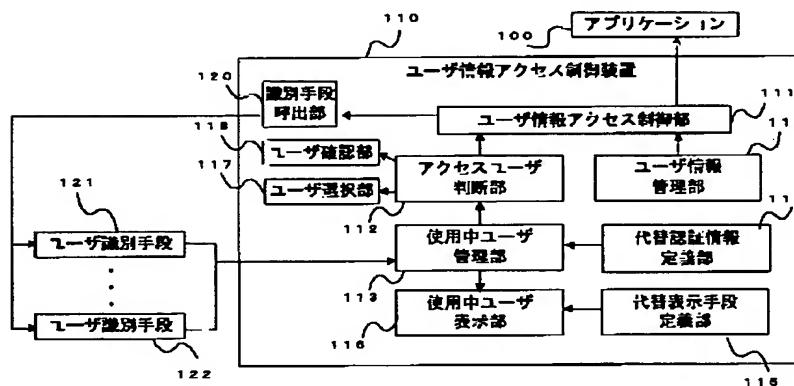 110
100
アプリケーション
ユーザ情報アクセス制御装置
120
識別手段
呼出部
ユーザ情報アクセス制御部
111
118
ユーザ確認部
117
ユーザ選択部
アクセスユーザ
判断部
112
ユーザ情報
管理部
11
121
ユーザ識別手段
使用中ユーザ
管理部
113
代替認証情報
定義部
11
ユーザ識別手段
122
使用中ユーザ
表示部
116
代替表示手段
定義部
115